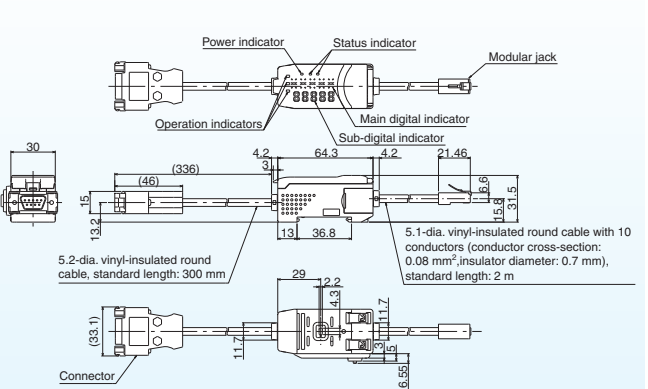 Power indicator
Status indicator
Modular jack
Operation indicators
Main digital indicator
Sub-digital indicator
30
(336)
(46)
4.2
3
64.3
4.2
21.46
6.6
15.8
31.5
15
13.2
13
36.8
5.2-dia. vinyl-insulated round
cable, standard length: 300 mm
5.1-dia. vinyl-insulated round cable with 10
conductors (conductor cross-section:
0.08 mm²,insulator diameter: 0.7 mm),
standard length: 2 m
29
2.2
4.3
11.7
11.7
(33.1)
3
5
6.55
Connector